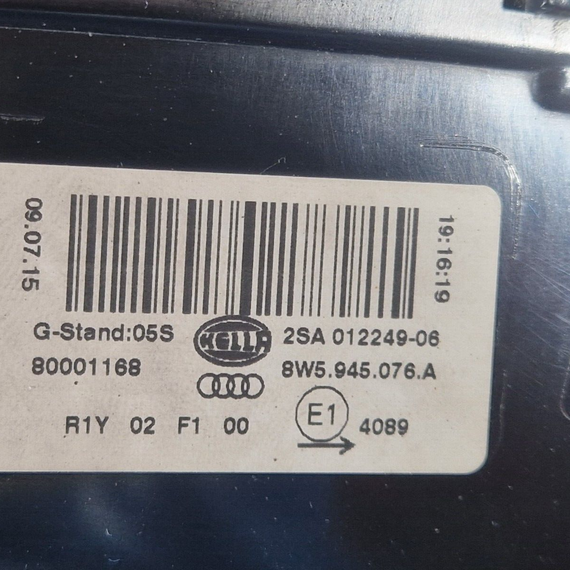 09.07.15
19:16:19
G-Stand:05S HELLA 2SA 012249-06
80001168 8W5.945.076.A
R1Y 02 F1 00 E1 4089